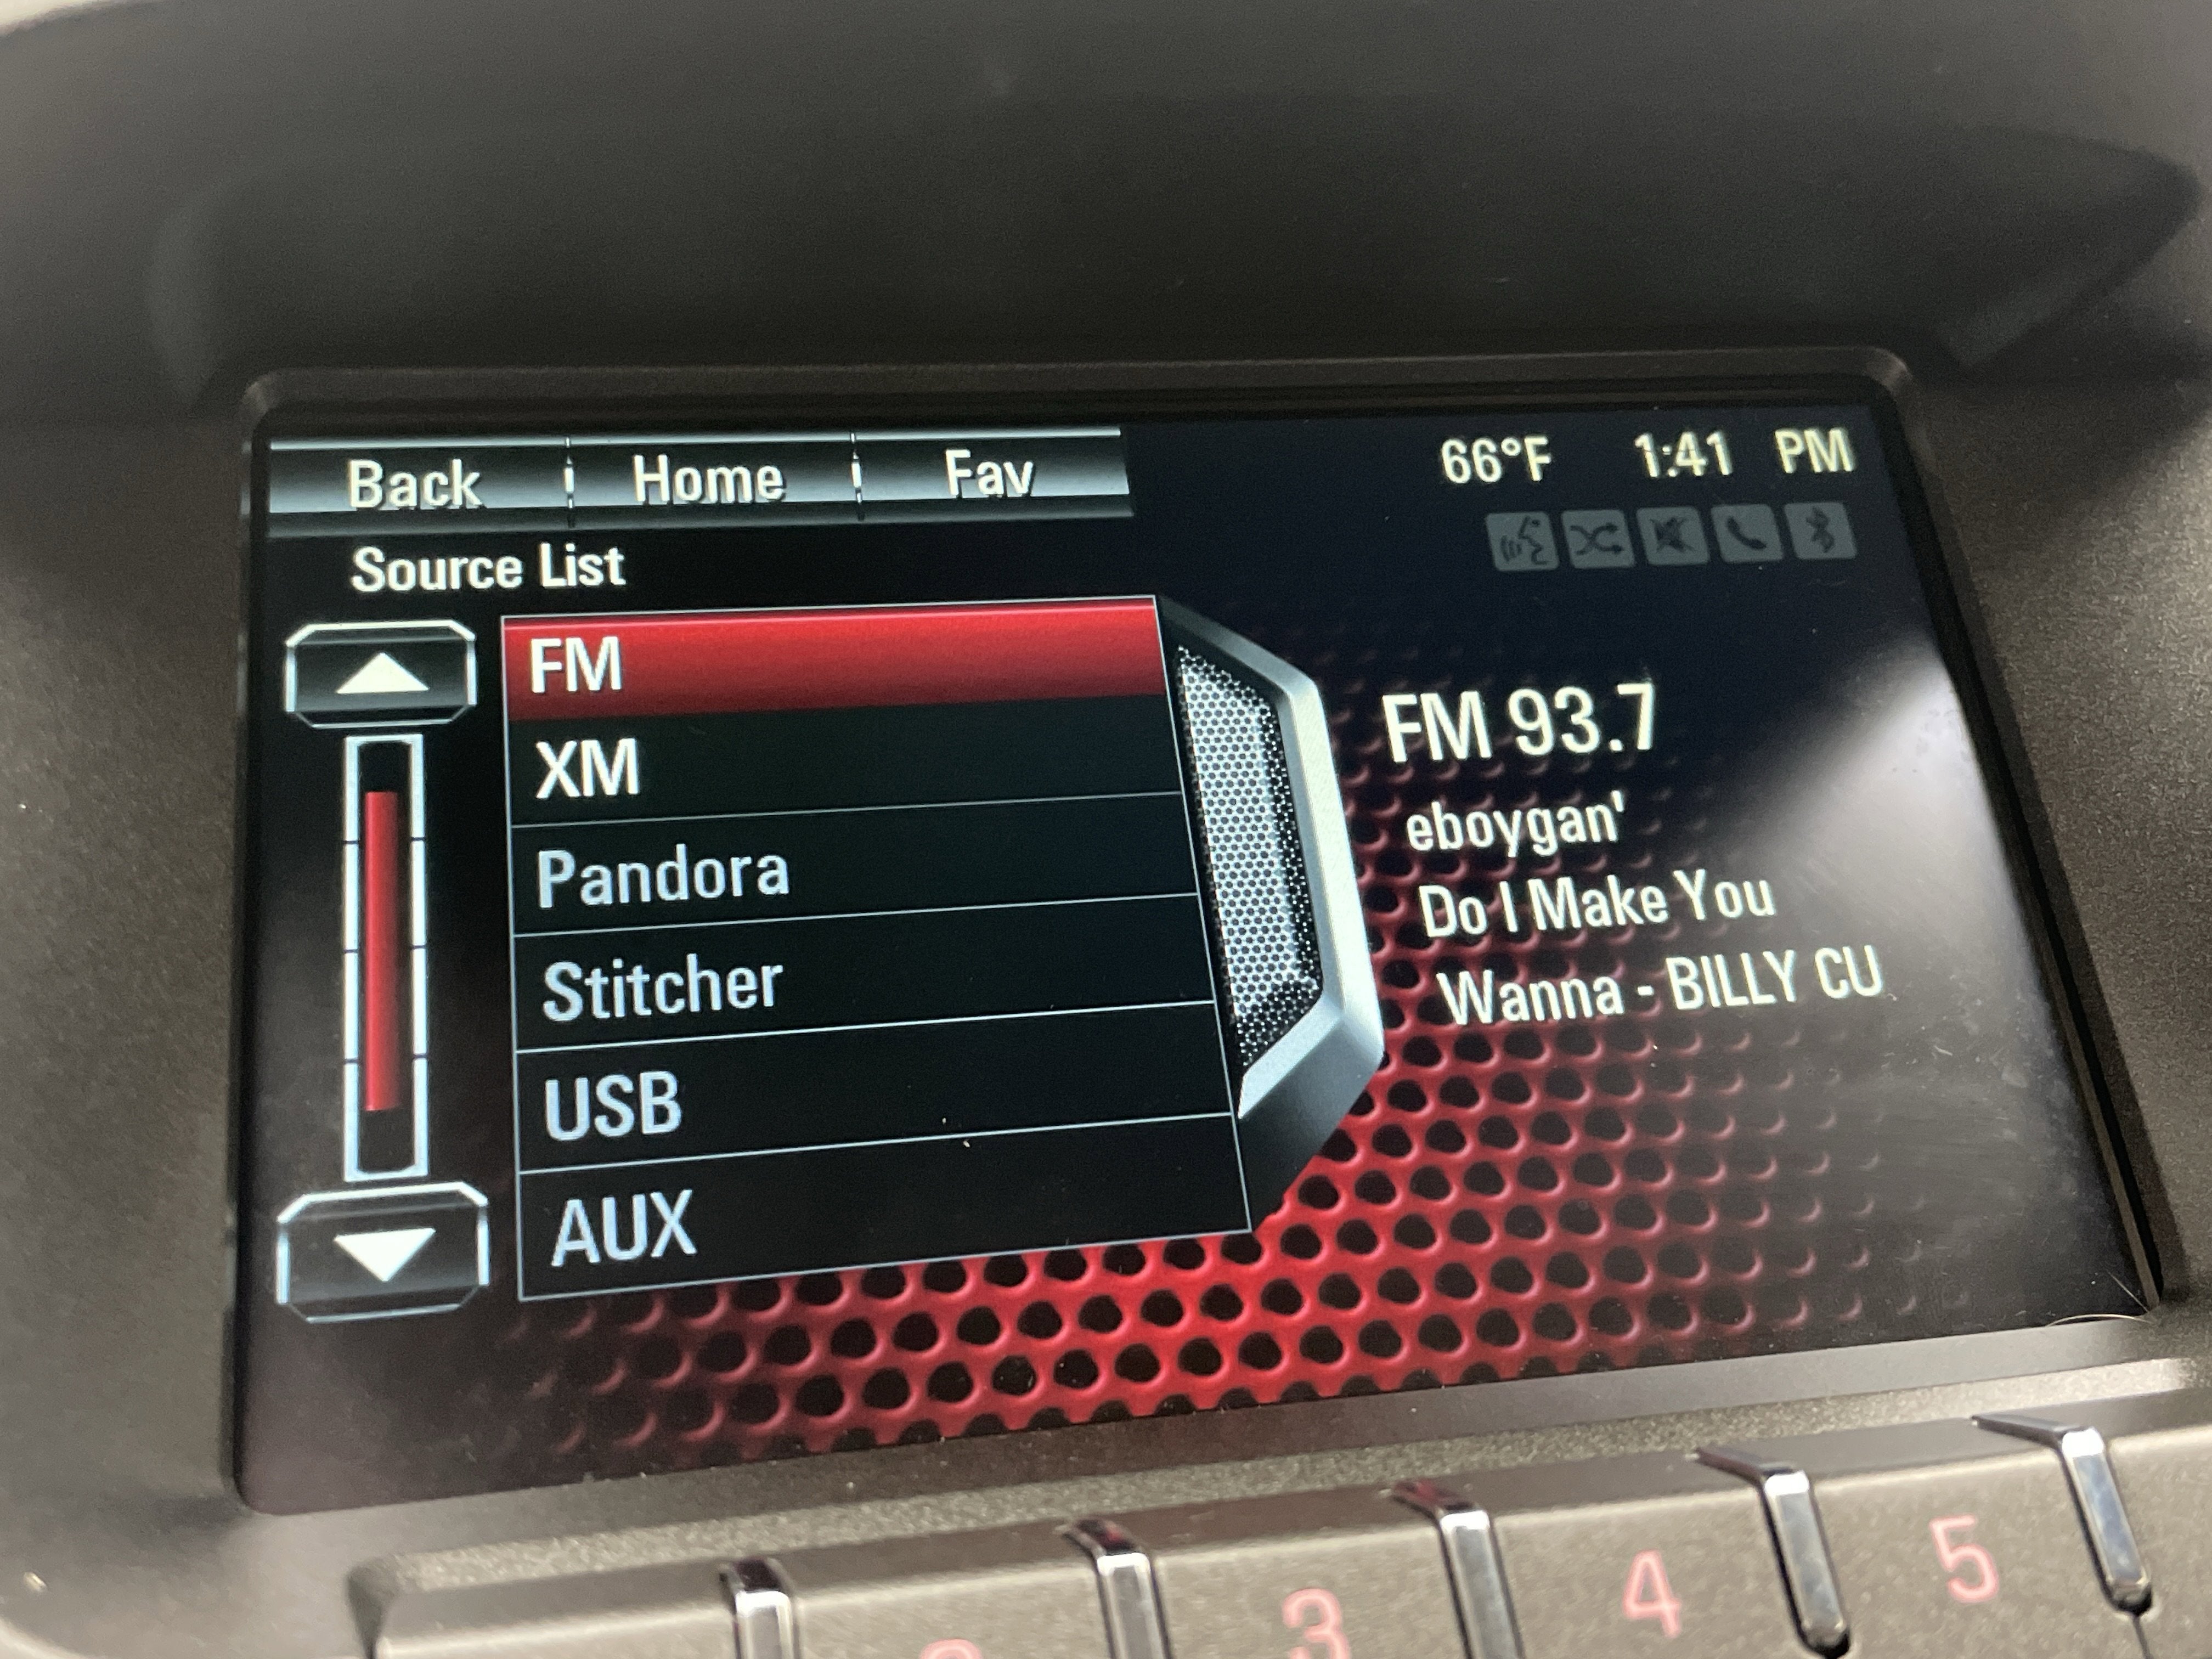 Back Home Fav 66°F 1:41 PM
Source List
FM
XM
Pandora
Stitcher
USB
AUX
FM 93.7
eboygan'
Do I Make You
Wanna - BILLY CU
3 4 5